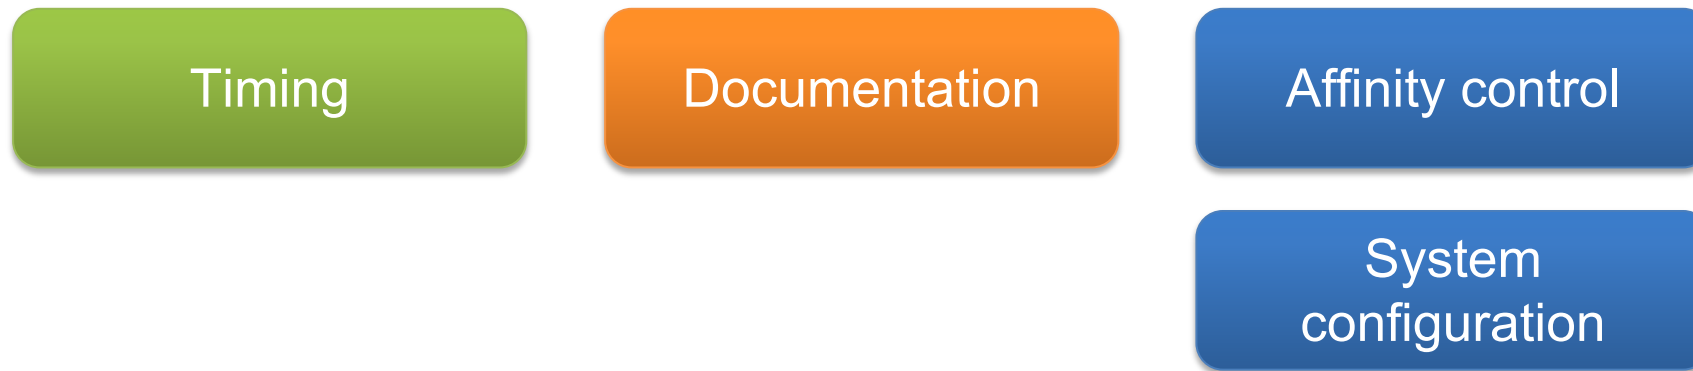 Timing
Documentation
Affinity control
System
configuration